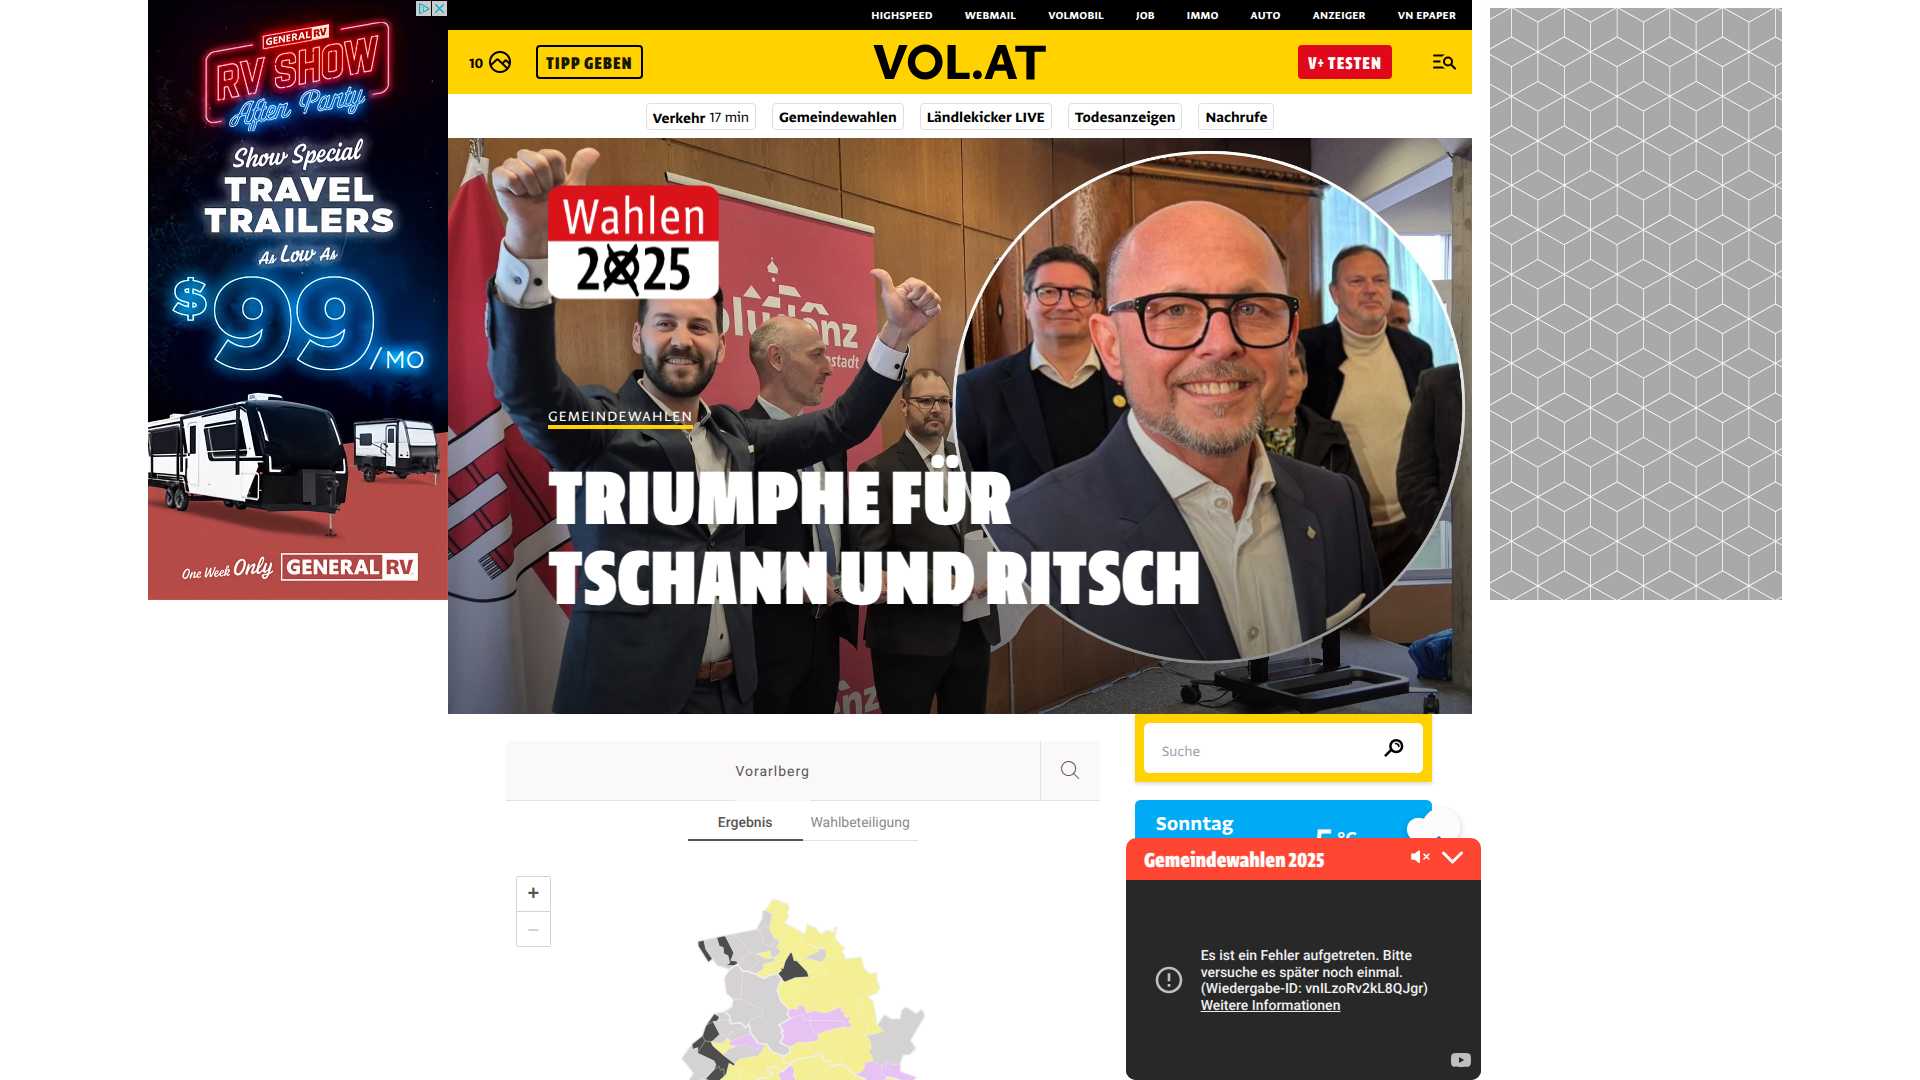 HIGHSPEED WEBMAIL VOLMOBIL JOB IMMO AUTO ANZEIGER VN EPAPER
10 TIPP GEBEN VOL.AT V+ TESTEN
Verkehr 17 min Gemeindewahlen Ländlekicker LIVE Todesanzeigen Nachrufe
GENERAL RV
RV SHOW
After Party
Show Special
TRAVEL
TRAILERS
As Low As
$99/MO
One Week Only GENERAL RV
Wahlen
2025
GEMEINDEWAHLEN
TRIUMPHE FÜR
TSCHANN UND RITSCH
Vorarlberg
Ergebnis Wahlbeteiligung
+
−
Suche
Sonntag
Gemeindewahlen 2025
Es ist ein Fehler aufgetreten. Bitte
versuche es später noch einmal.
(Wiedergabe-ID: vnILzoRv2kL8QJgr)
Weitere Informationen